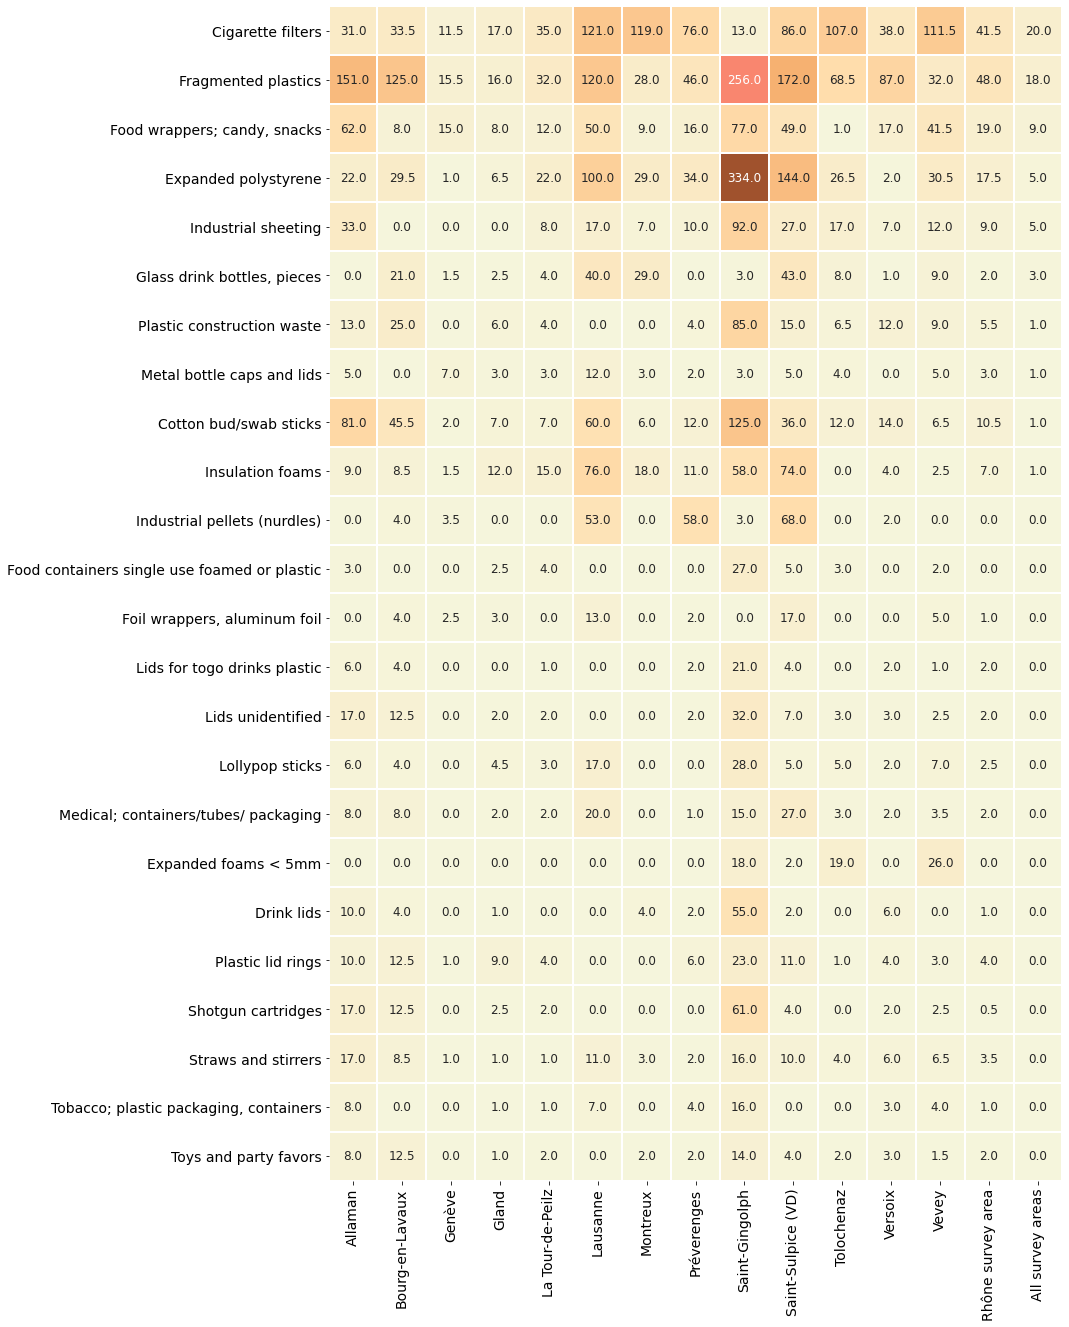 Cigarette filters 31.0 33.5 11.5 17.0 35.0 121.0 119.0 76.0 13.0 86.0 107.0 38.0 111.5 41.5 20.0
Fragmented plastics 151.0 125.0 15.5 16.0 32.0 120.0 28.0 46.0 256.0 172.0 68.5 87.0 32.0 48.0 18.0
Food wrappers; candy, snacks 62.0 8.0 15.0 8.0 12.0 50.0 9.0 16.0 77.0 49.0 1.0 17.0 41.5 19.0 9.0
Expanded polystyrene 22.0 29.5 1.0 6.5 22.0 100.0 29.0 34.0 334.0 144.0 26.5 2.0 30.5 17.5 5.0
Industrial sheeting 33.0 0.0 0.0 0.0 8.0 17.0 7.0 10.0 92.0 27.0 17.0 7.0 12.0 9.0 5.0
Glass drink bottles, pieces 0.0 21.0 1.5 2.5 4.0 40.0 29.0 0.0 3.0 43.0 8.0 1.0 9.0 2.0 3.0
Plastic construction waste 13.0 25.0 0.0 6.0 4.0 0.0 0.0 4.0 85.0 15.0 6.5 12.0 9.0 5.5 1.0
Metal bottle caps and lids 5.0 0.0 7.0 3.0 3.0 12.0 3.0 2.0 3.0 5.0 4.0 0.0 5.0 3.0 1.0
Cotton bud/swab sticks 81.0 45.5 2.0 7.0 7.0 60.0 6.0 12.0 125.0 36.0 12.0 14.0 6.5 10.5 1.0
Insulation foams 9.0 8.5 1.5 12.0 15.0 76.0 18.0 11.0 58.0 74.0 0.0 4.0 2.5 7.0 1.0
Industrial pellets (nurdles) 0.0 4.0 3.5 0.0 0.0 53.0 0.0 58.0 3.0 68.0 0.0 2.0 0.0 0.0 0.0
Food containers single use foamed or plastic 3.0 0.0 0.0 2.5 4.0 0.0 0.0 0.0 27.0 5.0 3.0 0.0 2.0 0.0 0.0
Foil wrappers, aluminum foil 0.0 4.0 2.5 3.0 0.0 13.0 0.0 2.0 0.0 17.0 0.0 0.0 5.0 1.0 0.0
Lids for togo drinks plastic 6.0 4.0 0.0 0.0 1.0 0.0 0.0 2.0 21.0 4.0 0.0 2.0 1.0 2.0 0.0
Lids unidentified 17.0 12.5 0.0 2.0 2.0 0.0 0.0 2.0 32.0 7.0 3.0 3.0 2.5 2.0 0.0
Lollypop sticks 6.0 4.0 0.0 4.5 3.0 17.0 0.0 0.0 28.0 5.0 5.0 2.0 7.0 2.5 0.0
Medical; containers/tubes/ packaging 8.0 8.0 0.0 2.0 2.0 20.0 0.0 1.0 15.0 27.0 3.0 2.0 3.5 2.0 0.0
Expanded foams < 5mm 0.0 0.0 0.0 0.0 0.0 0.0 0.0 0.0 18.0 2.0 19.0 0.0 26.0 0.0 0.0
Drink lids 10.0 4.0 0.0 1.0 0.0 0.0 4.0 2.0 55.0 2.0 0.0 6.0 0.0 1.0 0.0
Plastic lid rings 10.0 12.5 1.0 9.0 4.0 0.0 0.0 6.0 23.0 11.0 1.0 4.0 3.0 4.0 0.0
Shotgun cartridges 17.0 12.5 0.0 2.5 2.0 0.0 0.0 0.0 61.0 4.0 0.0 2.0 2.5 0.5 0.0
Straws and stirrers 17.0 8.5 1.0 1.0 1.0 11.0 3.0 2.0 16.0 10.0 4.0 6.0 6.5 3.5 0.0
Tobacco; plastic packaging, containers 8.0 0.0 0.0 1.0 1.0 7.0 0.0 4.0 16.0 0.0 0.0 3.0 4.0 1.0 0.0
Toys and party favors 8.0 12.5 0.0 1.0 2.0 0.0 2.0 2.0 14.0 4.0 2.0 3.0 1.5 2.0 0.0
Allaman
Bourg-en-Lavaux
Genève
Gland
La Tour-de-Peilz
Lausanne
Montreux
Préverenges
Saint-Gingolph
Saint-Sulpice (VD)
Tolochenaz
Versoix
Vevey
Rhône survey area
All survey areas